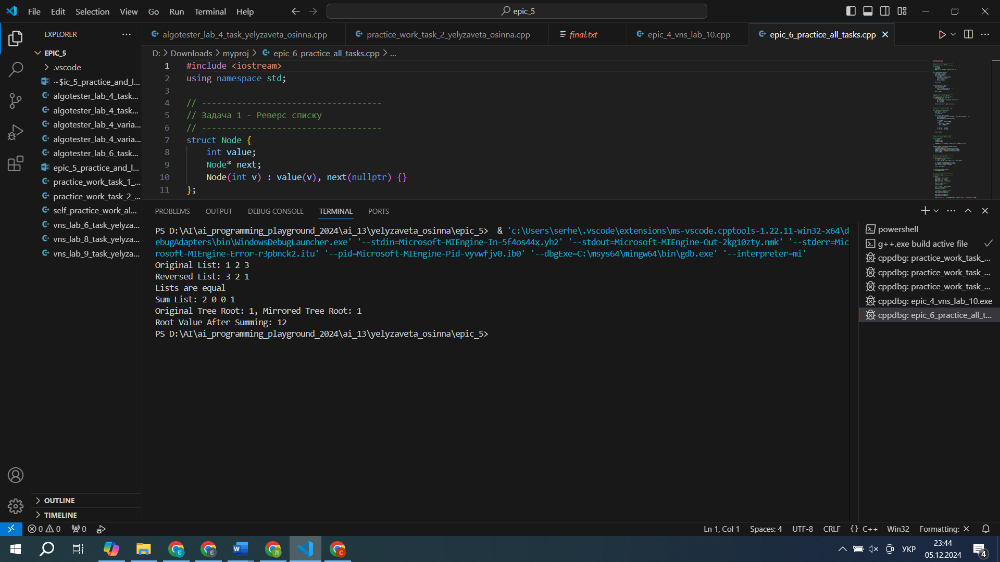 File Edit Selection View Go Run Terminal Help
epic_5
EXPLORER
EPIC_5
.vscode
~$ic_5_practice_and_l...
algotester_lab_4_task...
algotester_lab_4_task...
algotester_lab_4_varia...
algotester_lab_4_varia...
algotester_lab_6_task...
epic_5_practice_and_l...
practice_work_task_1_...
practice_work_task_2_...
self_practice_work_al...
vns_lab_6_task_yelyza...
vns_lab_8_task_yelyza...
vns_lab_9_task_yelyza...
OUTLINE
TIMELINE
algotester_lab_4_task_yelyzaveta_osinna.cpp
practice_work_task_2_yelyzaveta_osinna.cpp
final.txt
epic_4_vns_lab_10.cpp
epic_6_practice_all_tasks.cpp
D: > Downloads > myproj > epic_6_practice_all_tasks.cpp > ...
1 #include <iostream>
2 using namespace std;
3
4 // ------------------------------------
5 // Задача 1 - Реверс списку
6 // ------------------------------------
7 struct Node {
8 int value;
9 Node* next;
10 Node(int v) : value(v), next(nullptr) {}
11 };
PROBLEMS OUTPUT DEBUG CONSOLE TERMINAL PORTS
PS D:\AI\ai_programming_playground_2024\ai_13\yelyzaveta_osinna\epic_5> & 'c:\Users\serhe\.vscode\extensions\ms-vscode.cpptools-1.22.11-win32-x64\d
ebugAdapters\bin\WindowsDebugLauncher.exe' '--stdin=Microsoft-MIEngine-In-5f4os44x.yh2' '--stdout=Microsoft-MIEngine-Out-2kg10zty.nmk' '--stderr=Mic
rosoft-MIEngine-Error-r3pbnck2.itu' '--pid=Microsoft-MIEngine-Pid-vyvwfjv0.ib0' '--dbgExe=C:\msys64\mingw64\bin\gdb.exe' '--interpreter=mi'
Original List: 1 2 3
Reversed List: 3 2 1
Lists are equal
Sum List: 2 0 0 1
Original Tree Root: 1, Mirrored Tree Root: 1
Root Value After Summing: 12
PS D:\AI\ai_programming_playground_2024\ai_13\yelyzaveta_osinna\epic_5>
powershell
g++.exe build active file
cppdbg: practice_work_task_...
cppdbg: practice_work_task_...
cppdbg: practice_work_task_...
cppdbg: epic_4_vns_lab_10.exe
cppdbg: epic_6_practice_all_t...
0 0 0
Ln 1, Col 1 Spaces: 4 UTF-8 CRLF {} C++ Win32 Formatting: ✕
УКР
23:44
05.12.2024
4